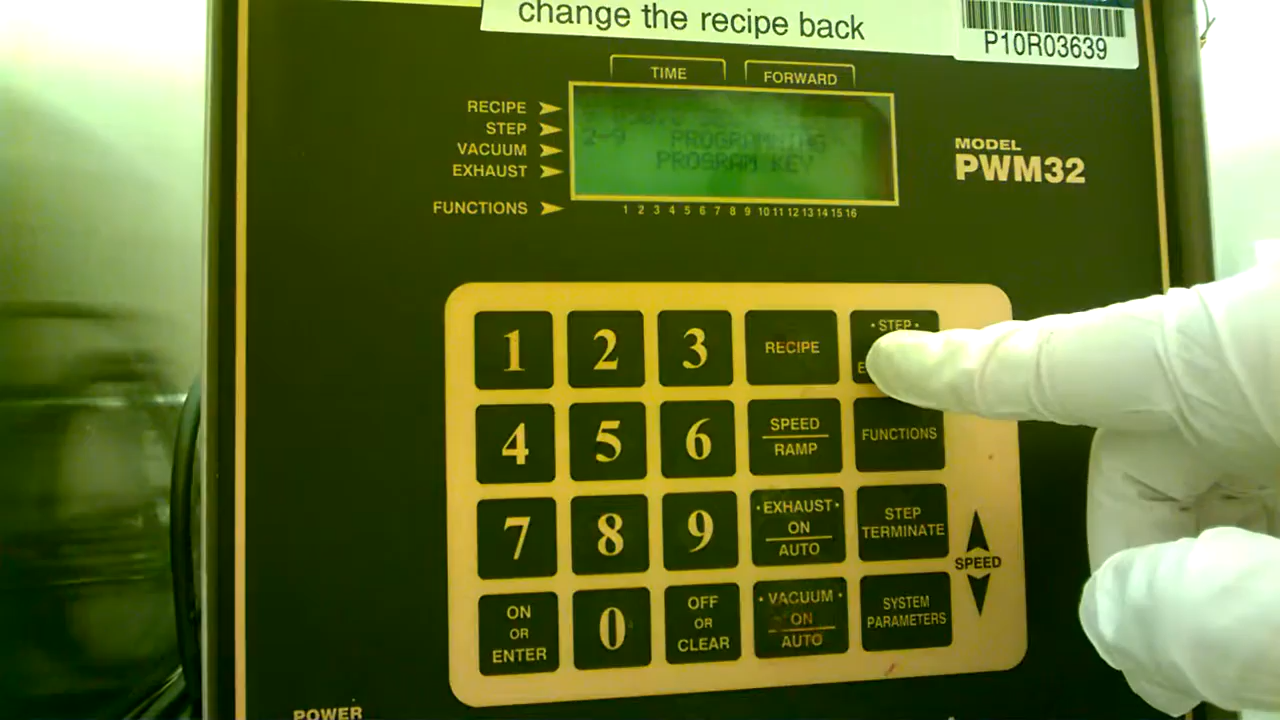 change the recipe back
P10R03639
TIME
FORWARD
RECIPE
STEP
VACUUM
EXHAUST
FUNCTIONS
2-9 PROGRAMMING
PROGRAM KEY
1 2 3 4 5 6 7 8 9 10 11 12 13 14 15 16
MODEL
PWM32
1
2
3
RECIPE
• STEP •
4
5
6
SPEED
RAMP
FUNCTIONS
7
8
9
• EXHAUST •
ON
AUTO
STEP
TERMINATE
SPEED
ON
OR
ENTER
0
OFF
OR
CLEAR
• VACUUM •
ON
AUTO
SYSTEM
PARAMETERS
POWER